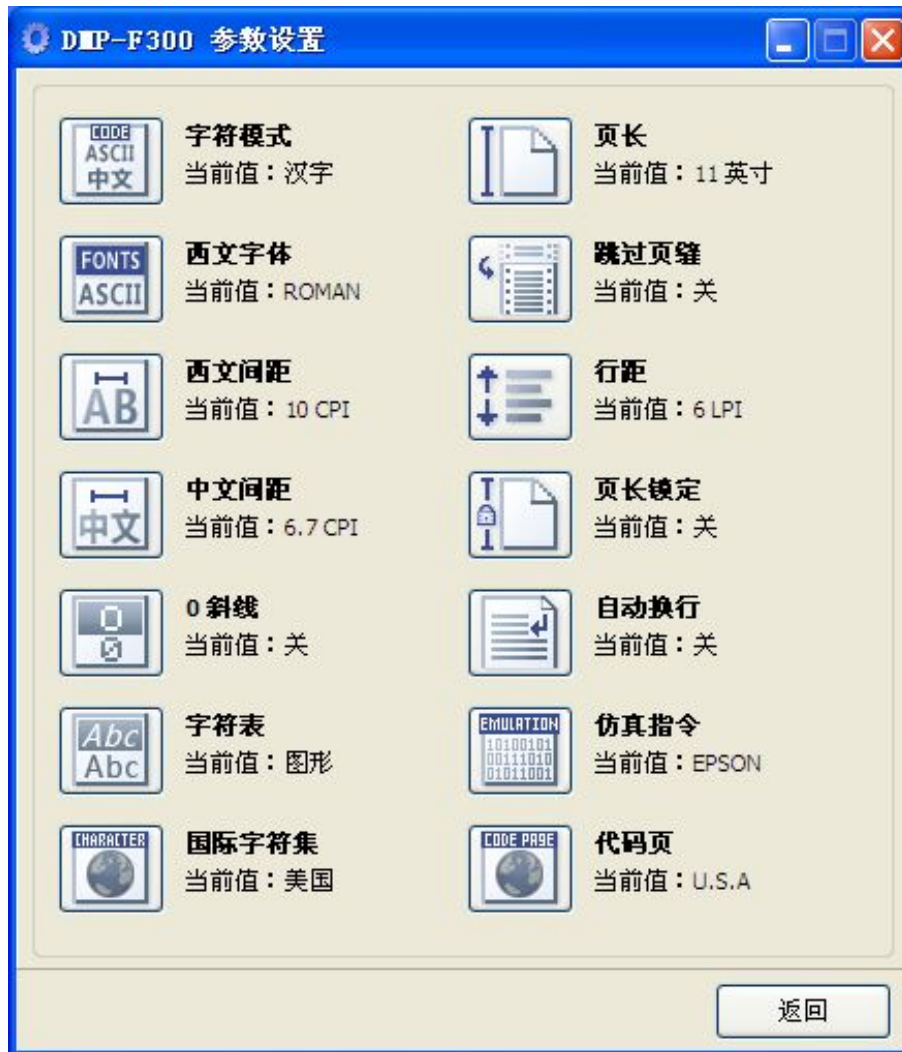 DMP-F300 参数设置
CODE
ASCII
中文
字符模式
当前值：汉字
页长
当前值：11 英寸
FONTS
ASCII
西文字体
当前值：ROMAN
跳过页缝
当前值：关
AB
西文间距
当前值：10 CPI
行距
当前值：6 LPI
中文
中文间距
当前值：6.7 CPI
页长镜定
当前值：关
0
0
0 斜线
当前值：关
自动换行
当前值：关
Abc
Abc
字符表
当前值：图形
EMULATION
10100101
00111010
01011001
仿真指令
当前值：EPSON
CHARACTER
国际字符集
当前值：美国
CODE PAGE
代码页
当前值：U.S.A
返回